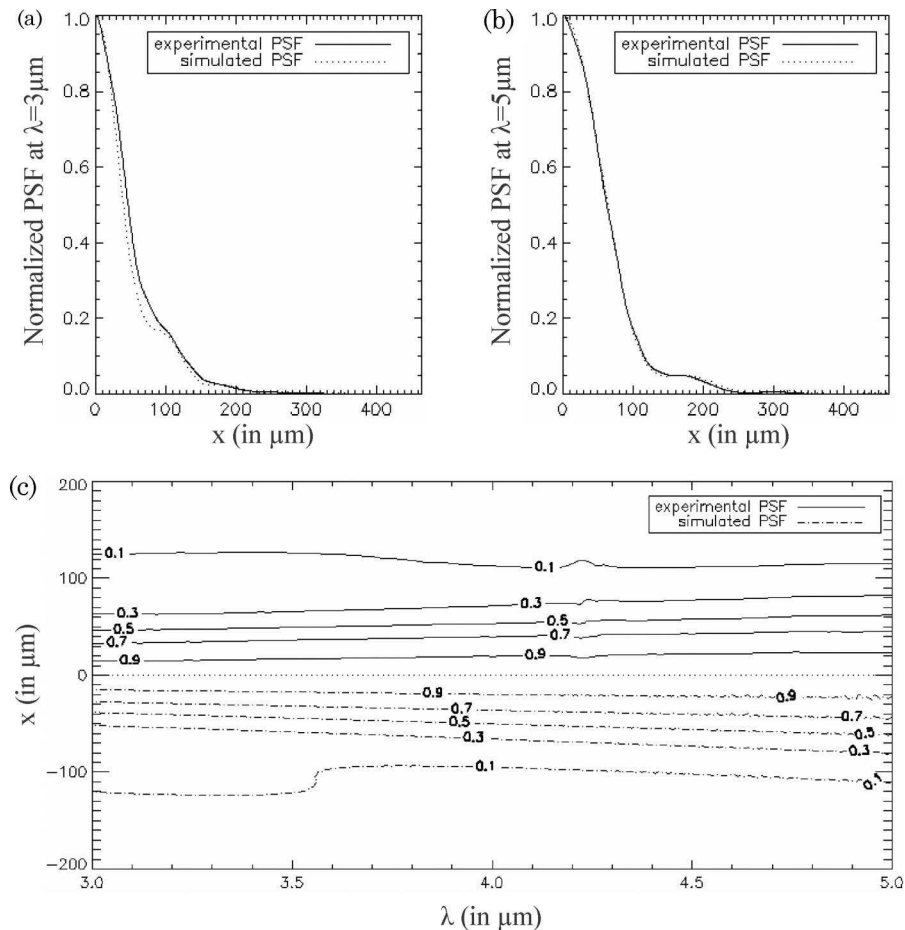 (a)
1.0
experimental PSF
simulated PSF
0.8
0.6
0.4
0.2
0.0
Normalized PSF at λ=3μm
0 100 200 300 400
x (in μm)
(b)
1.0
experimental PSF
simulated PSF
0.8
0.6
0.4
0.2
0.0
Normalized PSF at λ=5μm
0 100 200 300 400
x (in μm)
(c)
200
experimental PSF
simulated PSF
100
0
-100
-200
x (in μm)
0.1 0.1
0.3 0.3
0.5 0.5
0.7 0.7
0.9 0.9
0.9 0.9
0.7 0.7
0.5 0.5
0.3 0.3
0.1 0.1
3.0 3.5 4.0 4.5 5.0
λ (in μm)